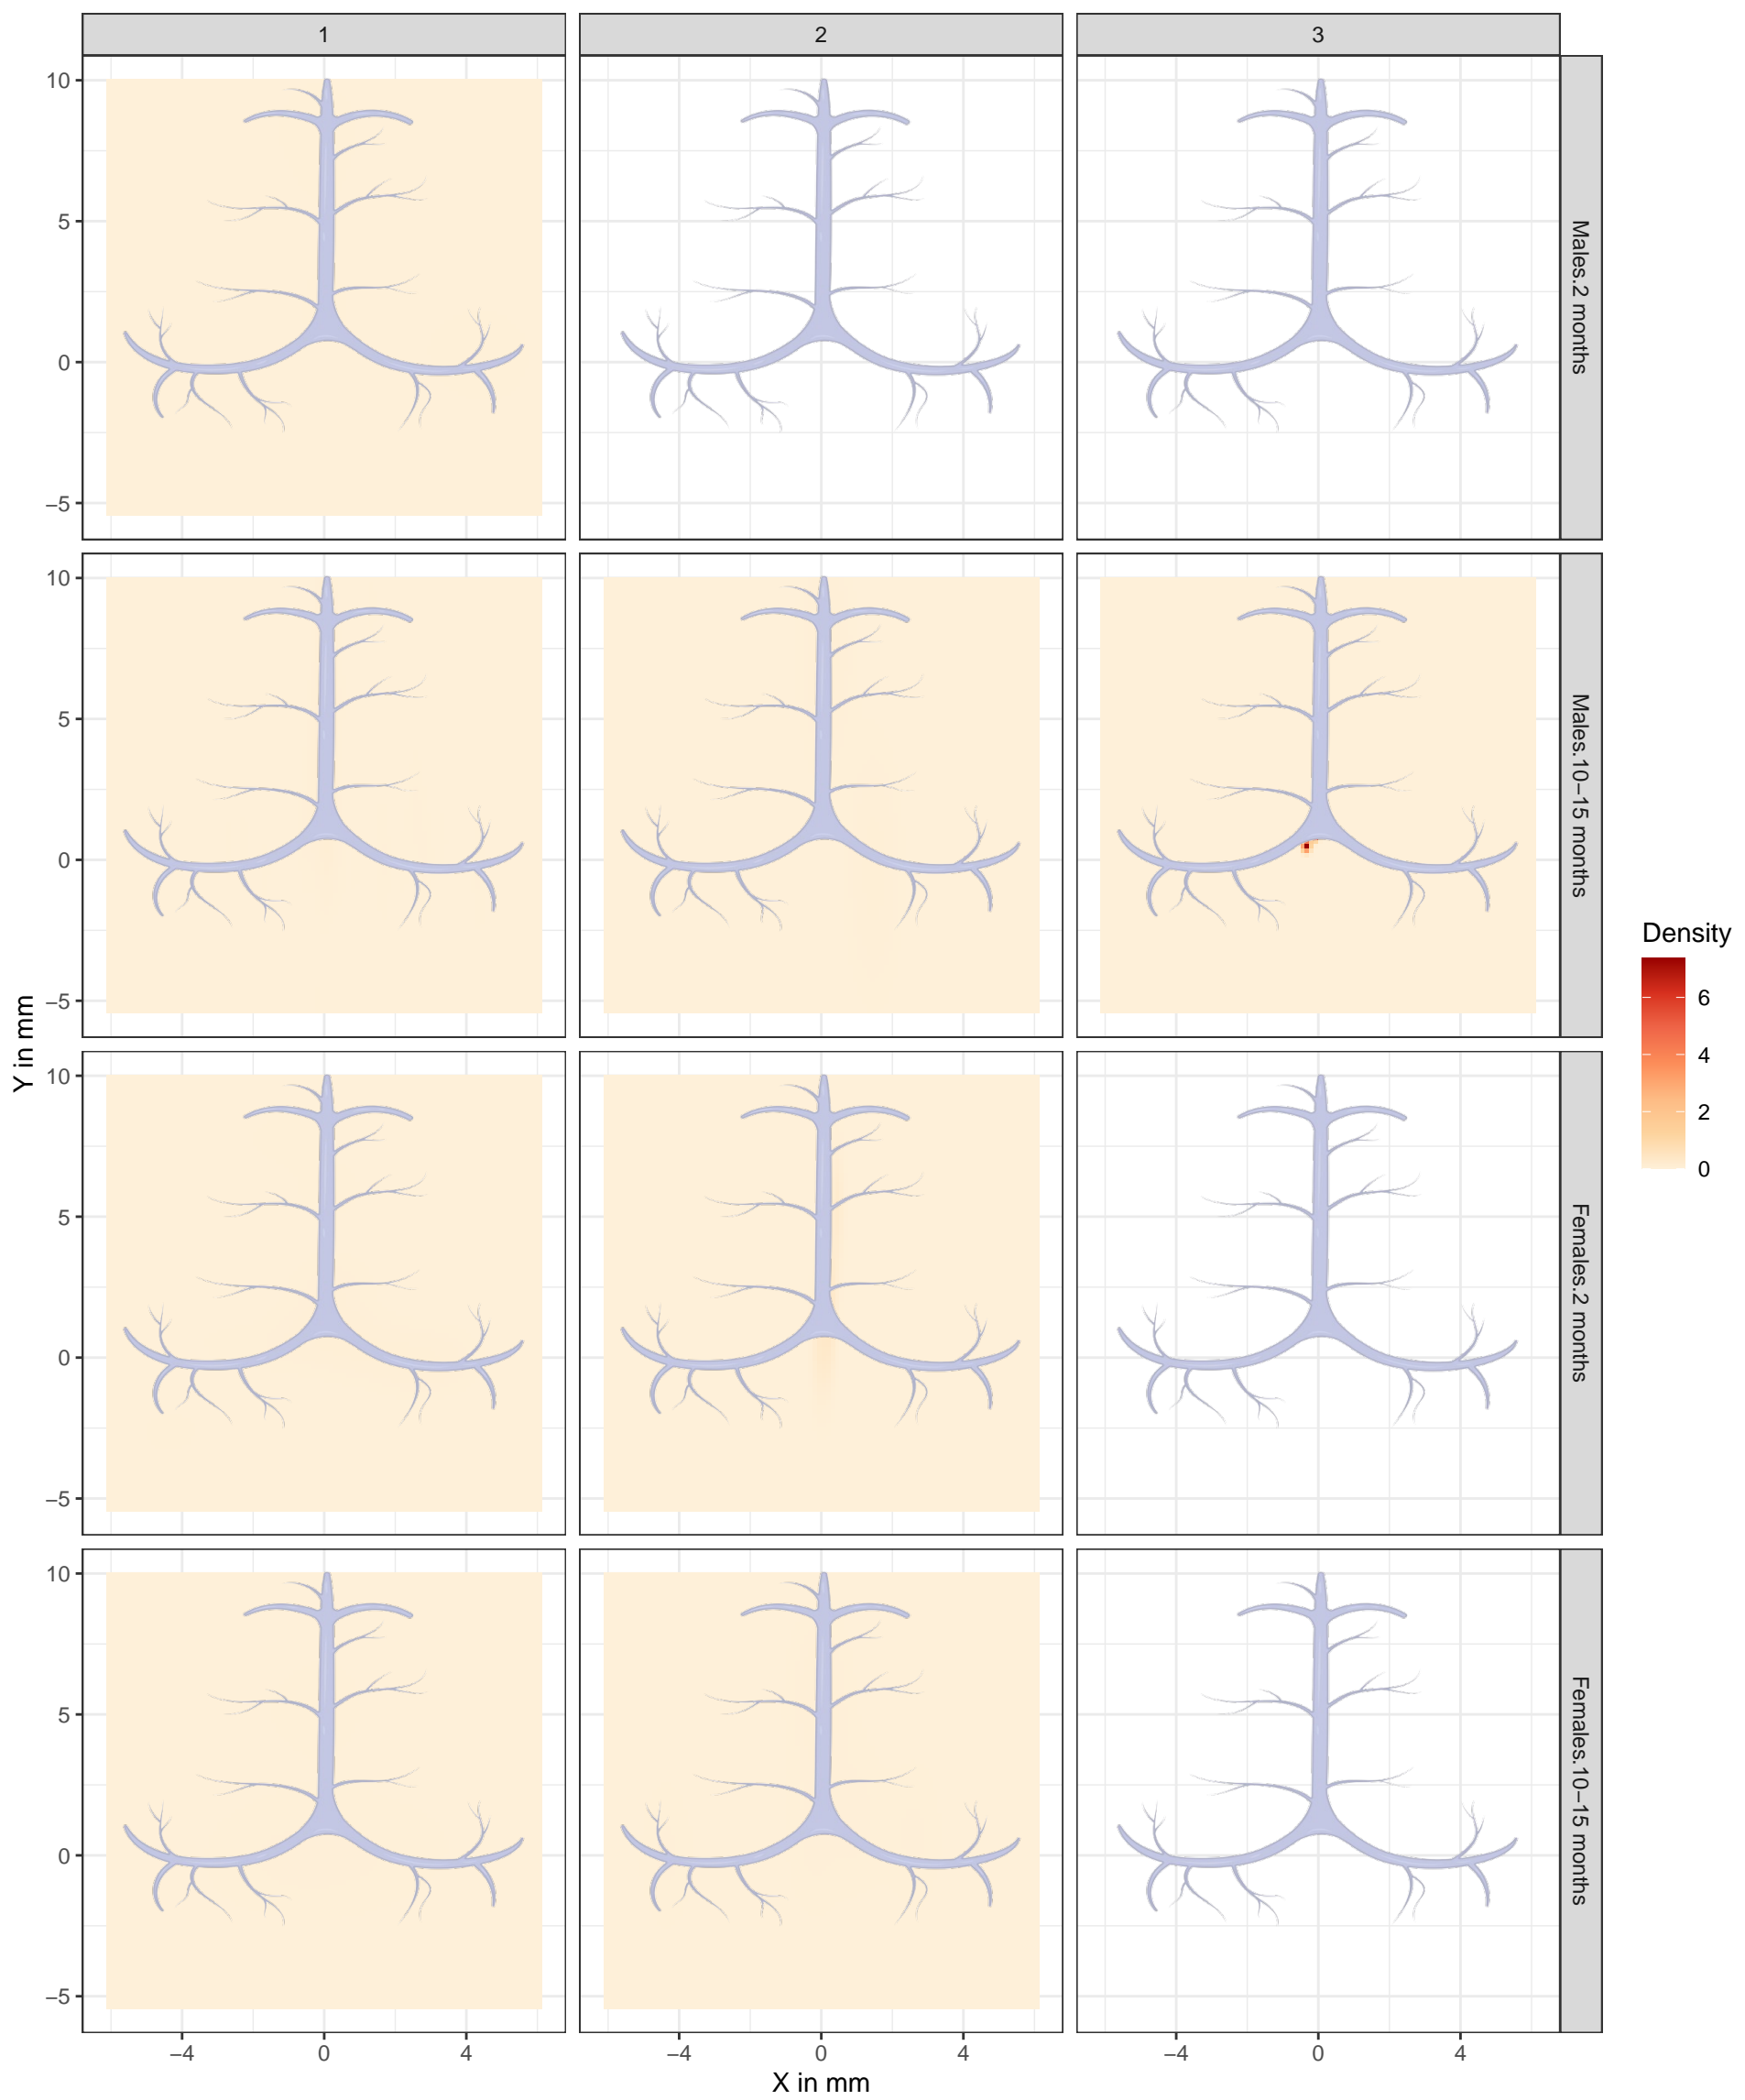 1 2 3
10
5
0
−5
Males.2 months
10
5
0
−5
Males.10−15 months
10
5
0
−5
Females.2 months
10
5
0
−5
Females.10−15 months
−4 0 4 −4 0 4 −4 0 4
X in mm
Y in mm
Density
6
4
2
0